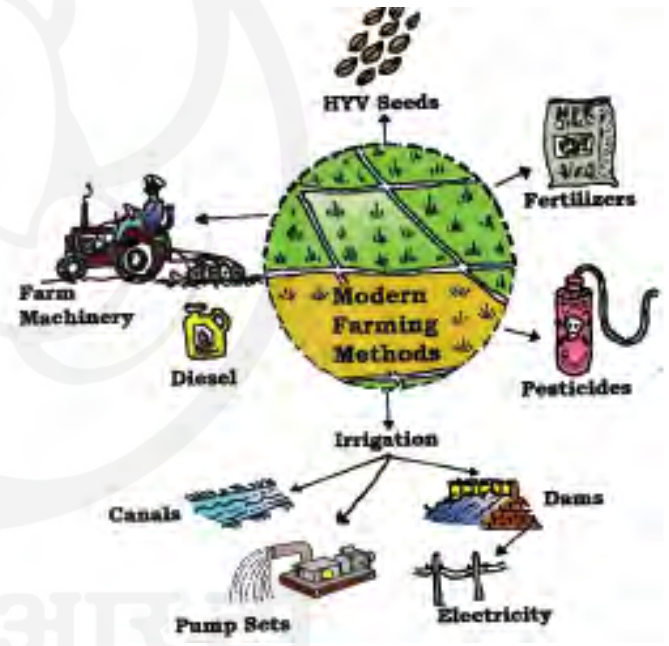 HYV Seeds
Fertilizers
Farm
Machinery
Modern
Farming
Methods
Diesel
Pesticides
Irrigation
Canals
Dams
Pump Sets
Electricity